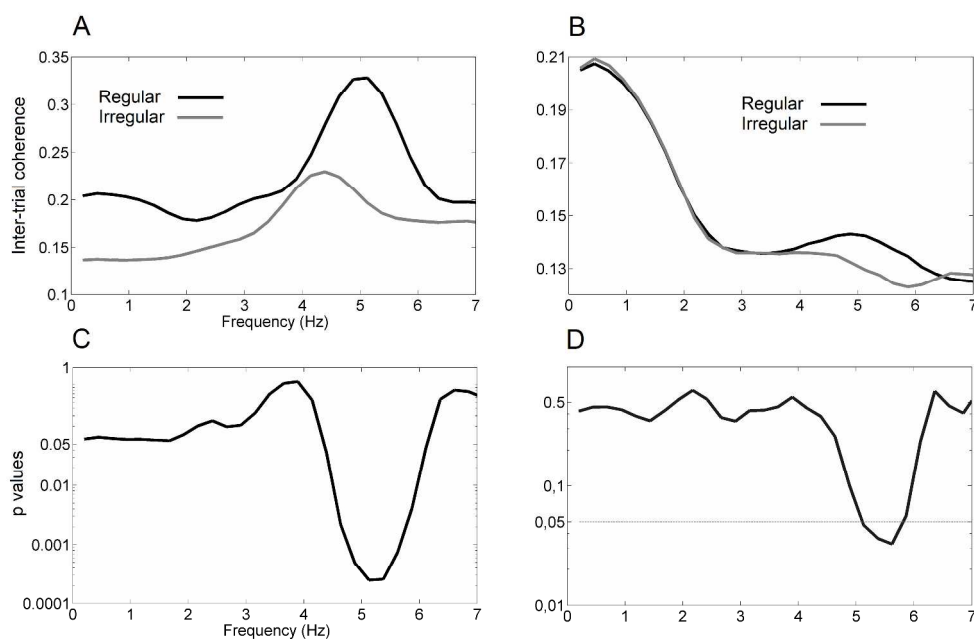 A
B
Inter-trial coherence
0.35
0.3
0.25
0.2
0.15
0.1
Regular
Irregular
0 1 2 3 4 5 6 7
Frequency (Hz)
0.21
0.19
0.17
0.15
0.13
Regular
Irregular
0 1 2 3 4 5 6 7
C
D
p values
1
0.05
0.01
0.001
0.0001
0 1 2 3 4 5 6 7
Frequency (Hz)
0.5
0,1
0,05
0,01
0 1 2 3 4 5 6 7